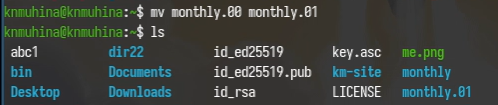 knmuhina@knmuhina:~$ mv monthly.00 monthly.01
knmuhina@knmuhina:~$ ls
abc1 dir22 id_ed25519 key.asc me.png
bin Documents id_ed25519.pub km-site monthly
Desktop Downloads id_rsa LICENSE monthly.01